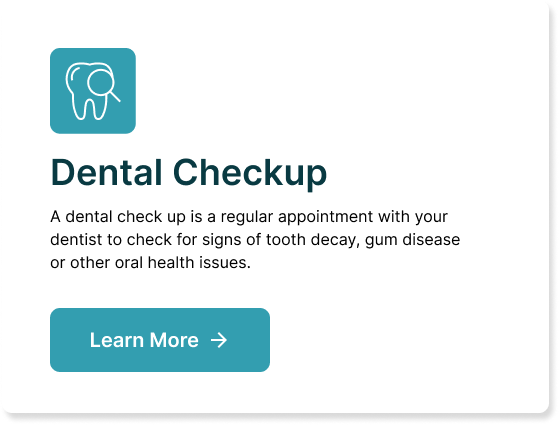 Dental Checkup
A dental check up is a regular appointment with your
dentist to check for signs of tooth decay, gum disease
or other oral health issues.
Learn More →